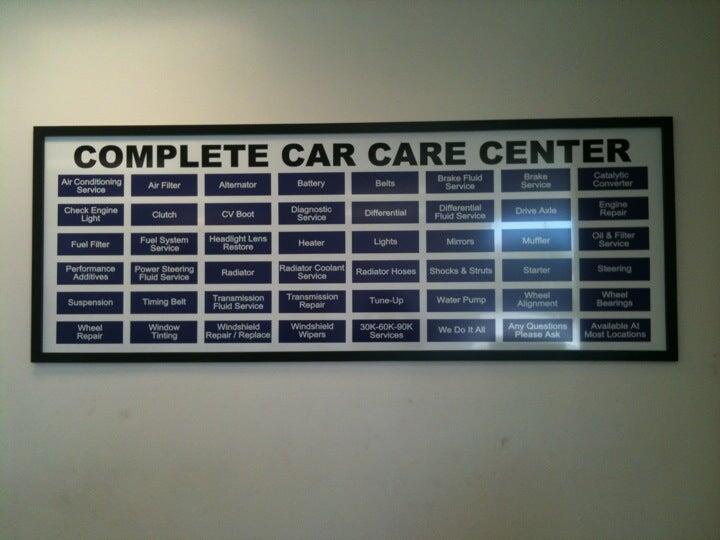 COMPLETE CAR CARE CENTER
Air Conditioning Service
Air Filter
Alternator
Battery
Belts
Brake Fluid Service
Brake Service
Catalytic Converter
Check Engine Light
Clutch
CV Boot
Diagnostic Service
Differential
Differential Fluid Service
Drive Axle
Engine Repair
Fuel Filter
Fuel System Service
Headlight Lens Restore
Heater
Lights
Mirrors
Muffler
Oil & Filter Service
Performance Additives
Power Steering Fluid Service
Radiator
Radiator Coolant Service
Radiator Hoses
Shocks & Struts
Starter
Steering
Suspension
Timing Belt
Transmission Fluid Service
Transmission Repair
Tune-Up
Water Pump
Wheel Alignment
Wheel Bearings
Wheel Repair
Window Tinting
Windshield Repair / Replace
Windshield Wipers
30K-60K-90K Services
We Do It All
Any Questions Please Ask
Available At Most Locations